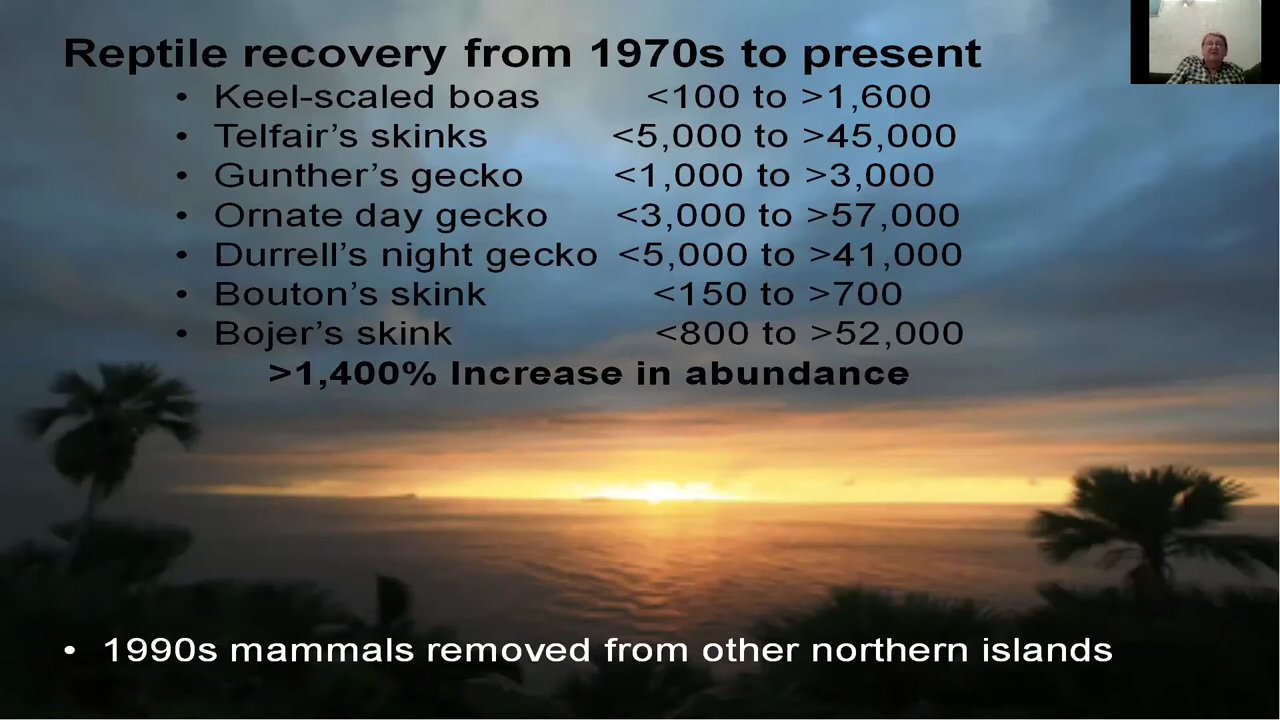 Reptile recovery from 1970s to present
• Keel-scaled boas <100 to >1,600
• Telfair's skinks <5,000 to >45,000
• Gunther's gecko <1,000 to >3,000
• Ornate day gecko <3,000 to >57,000
• Durrell's night gecko <5,000 to >41,000
• Bouton's skink <150 to >700
• Bojer's skink <800 to >52,000
>1,400% Increase in abundance
• 1990s mammals removed from other northern islands